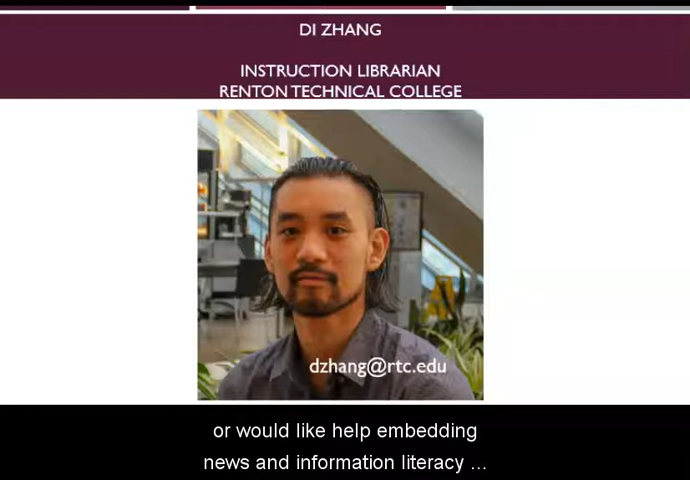 DI ZHANG
INSTRUCTION LIBRARIAN
RENTON TECHNICAL COLLEGE
dzhang@rtc.edu
or would like help embedding
news and information literacy ...